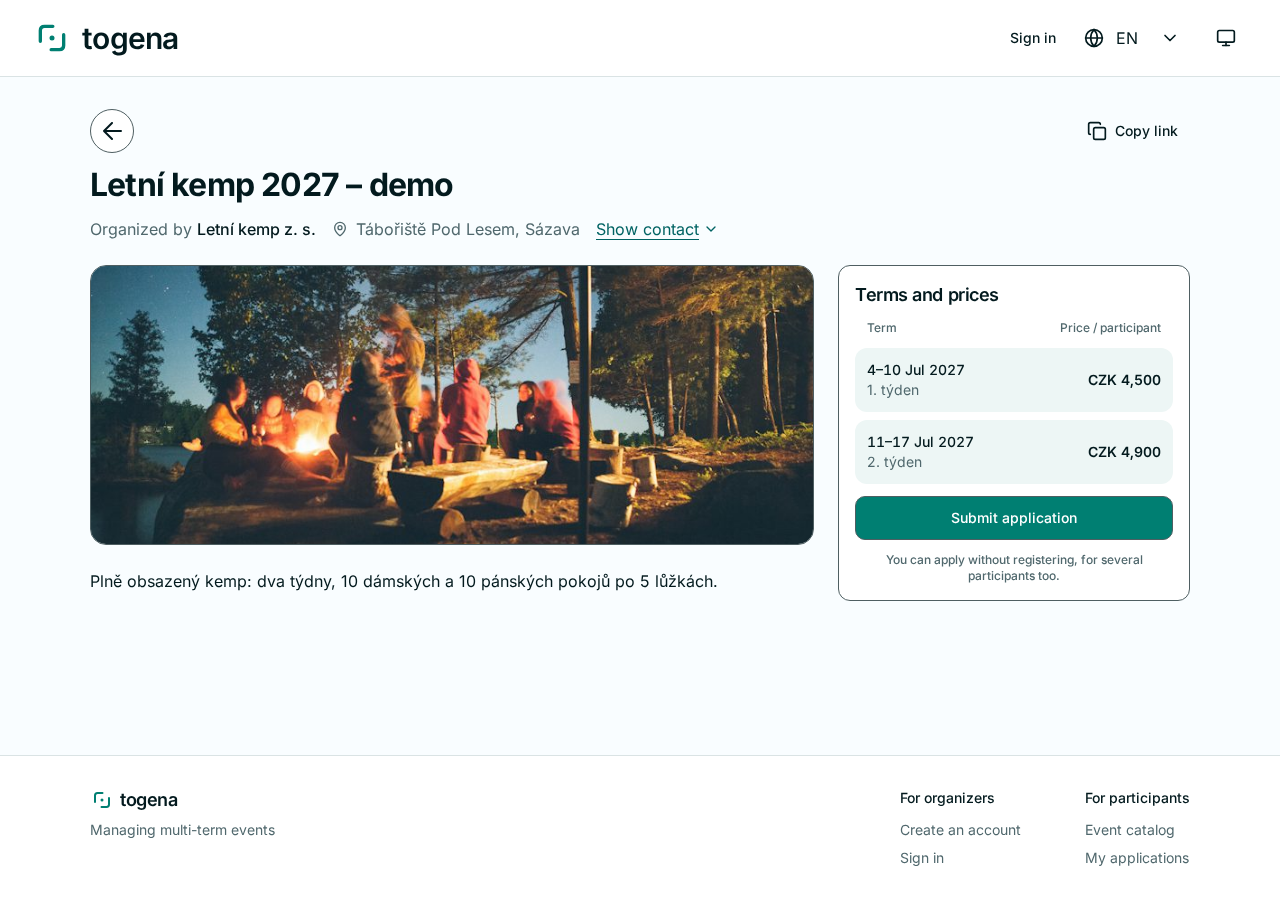 togena
Sign in
EN
Copy link
Letní kemp 2027 – demo
Organized by Letní kemp z. s.
Tábořiště Pod Lesem, Sázava
Show contact
Terms and prices
Term
Price / participant
4–10 Jul 2027
1. týden
CZK 4,500
11–17 Jul 2027
2. týden
CZK 4,900
Submit application
You can apply without registering, for several
participants too.
Plně obsazený kemp: dva týdny, 10 dámských a 10 pánských pokojů po 5 lůžkách.
togena
Managing multi-term events
For organizers
Create an account
Sign in
For participants
Event catalog
My applications